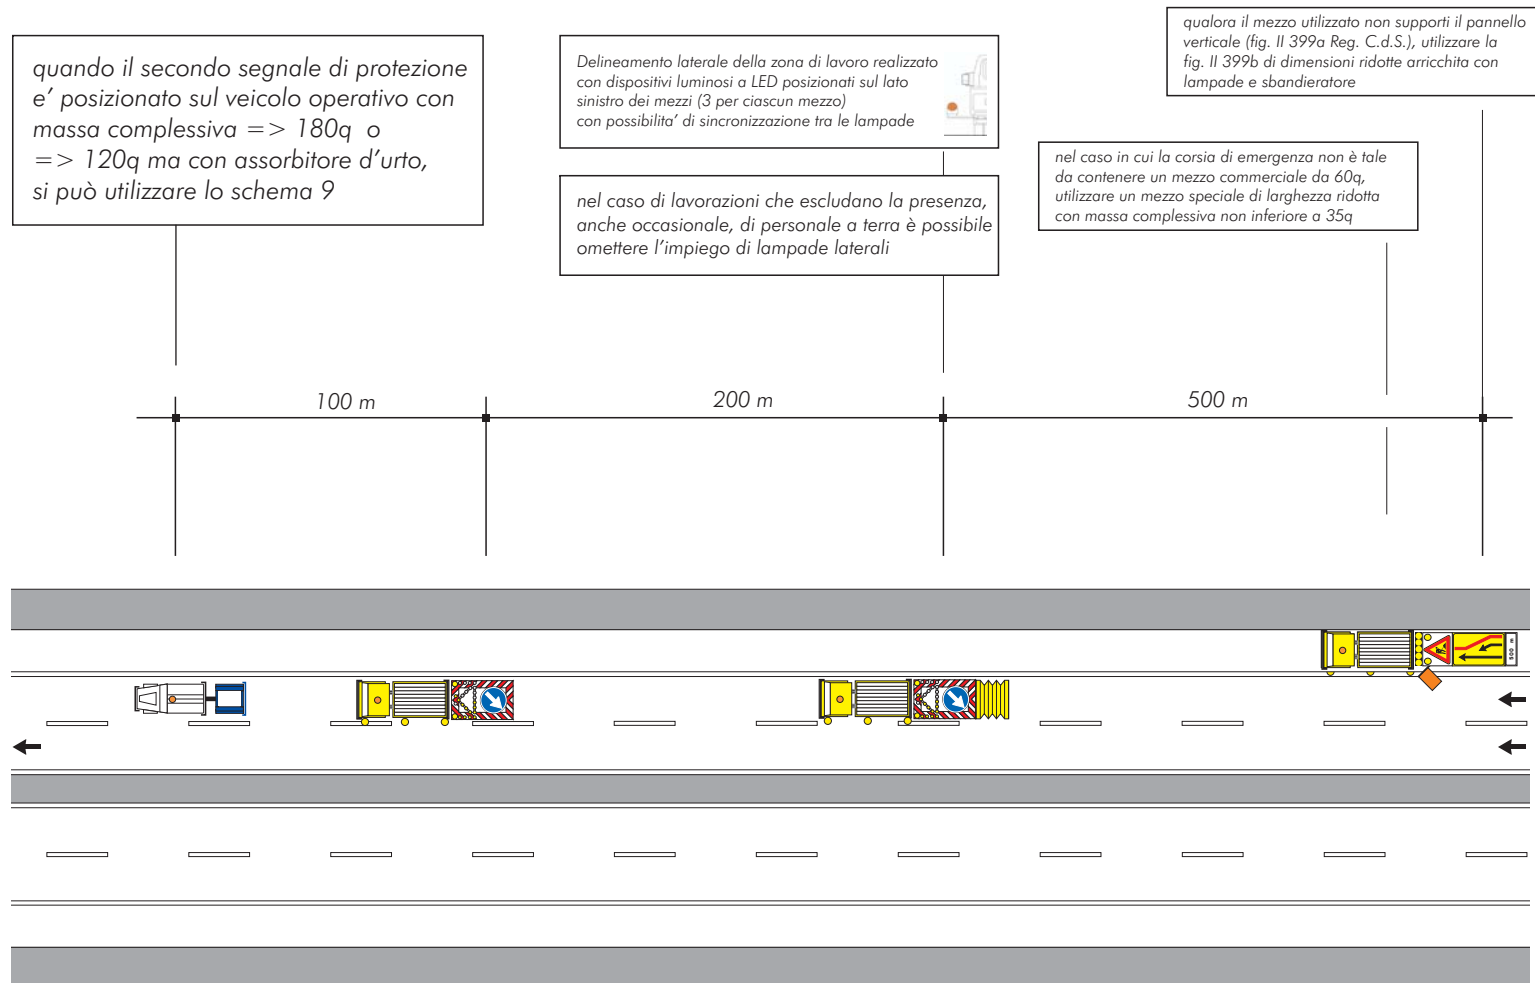 quando il secondo segnale di protezione
e' posizionato sul veicolo operativo con
massa complessiva => 180q o
=> 120q ma con assorbitore d'urto,
si può utilizzare lo schema 9
Delineamento laterale della zona di lavoro realizzato
con dispositivi luminosi a LED posizionati sul lato
sinistro dei mezzi (3 per ciascun mezzo)
con possibilita' di sincronizzazione tra le lampade
nel caso di lavorazioni che escludano la presenza,
anche occasionale, di personale a terra è possibile
omettere l'impiego di lampade laterali
qualora il mezzo utilizzato non supporti il pannello
verticale (fig. II 399a Reg. C.d.S.), utilizzare la
fig. II 399b di dimensioni ridotte arricchita con
lampade e sbandieratore
nel caso in cui la corsia di emergenza non è tale
da contenere un mezzo commerciale da 60q,
utilizzare un mezzo speciale di larghezza ridotta
con massa complessiva non inferiore a 35q
100 m
200 m
500 m
500 m